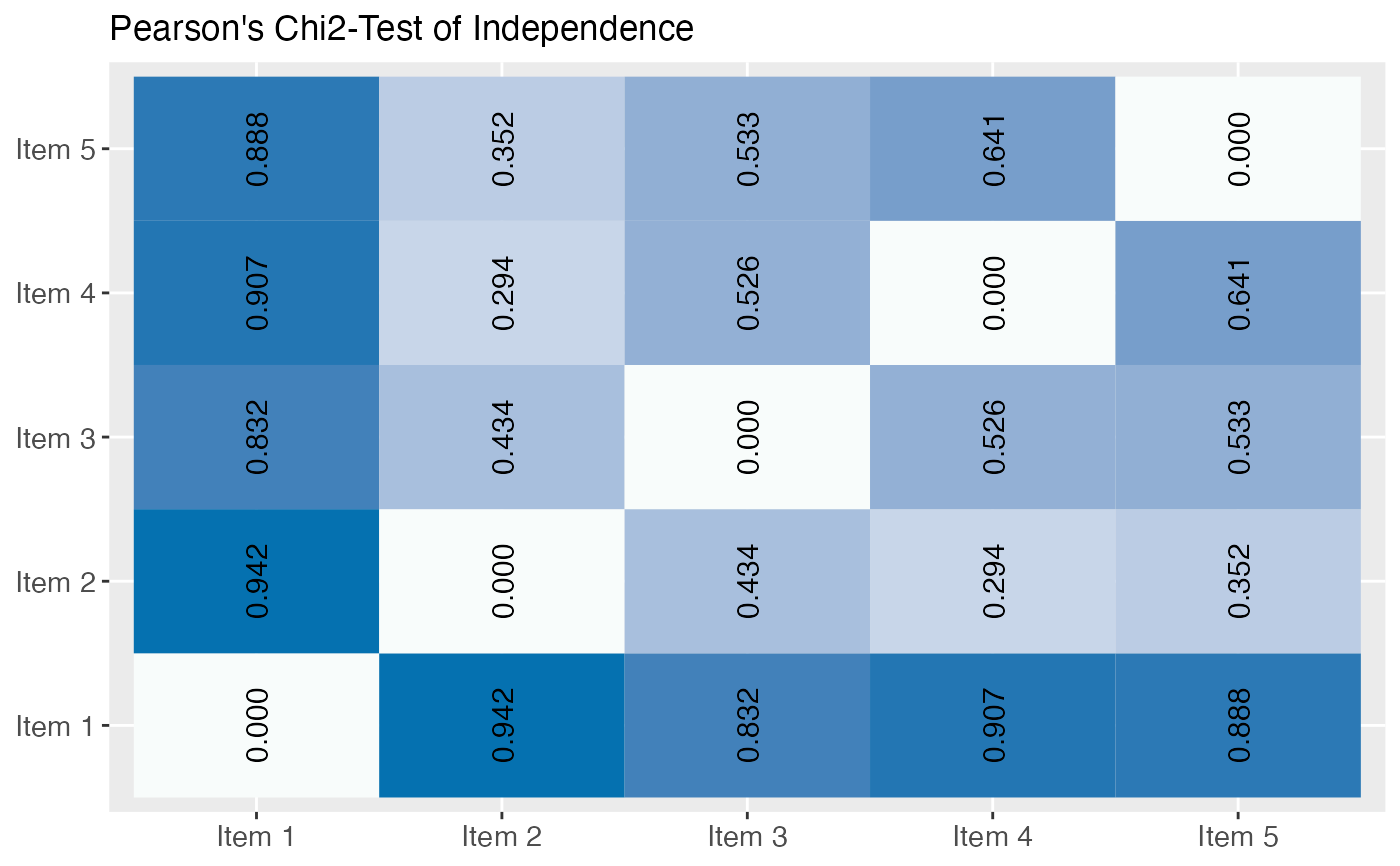 Pearson's Chi2-Test of Independence
Item 5 0.888 0.352 0.533 0.641 0.000
Item 4 0.907 0.294 0.526 0.000 0.641
Item 3 0.832 0.434 0.000 0.526 0.533
Item 2 0.942 0.000 0.434 0.294 0.352
Item 1 0.000 0.942 0.832 0.907 0.888
Item 1 Item 2 Item 3 Item 4 Item 5